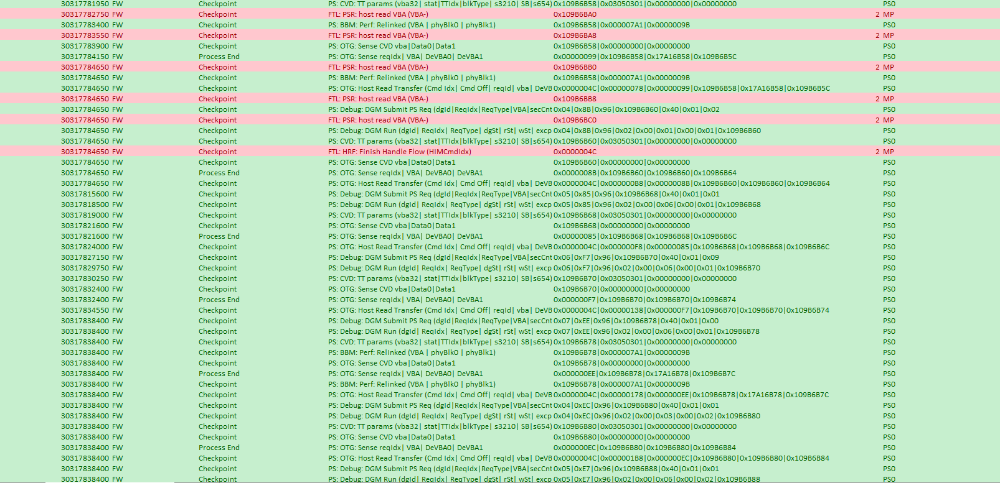 30317781950 FW Checkpoint PS: CVD: TT params (vba32| stat|TTIdx|blkType| s3210| SB|s654) 0x109B6B58|0x03050301|0x00000000|0x00000000 PS0
30317782750 FW Checkpoint FTL: PSR: host read VBA (VBA-) 0x109B6BA0 2 MP
30317783400 FW Checkpoint PS: BBM: Perf: Relinked (VBA | phyBlk0 | phyBlk1) 0x109B6B58|0x000007A1|0x0000009B PS0
30317783550 FW Checkpoint FTL: PSR: host read VBA (VBA-) 0x109B6BA8 2 MP
30317783900 FW Checkpoint PS: OTG: Sense CVD vba|Data0|Data1 0x109B6B58|0x00000000|0x00000000 PS0
30317784150 FW Process End PS: OTG: Sense reqIdx| VBA| DeVBA0| DeVBA1 0x00000099|0x109B6B58|0x17A16B58|0x109B6B5C PS0
30317784650 FW Checkpoint FTL: PSR: host read VBA (VBA-) 0x109B6BB0 2 MP
30317784650 FW Checkpoint PS: BBM: Perf: Relinked (VBA | phyBlk0 | phyBlk1) 0x109B6B58|0x000007A1|0x0000009B PS0
30317784650 FW Checkpoint PS: OTG: Host Read Transfer (Cmd Idx| Cmd Off| reqId| vba| DeVB 0x0000004C|0x00000078|0x00000099|0x109B6B58|0x17A16B58|0x109B6B5C PS0
30317784650 FW Checkpoint FTL: PSR: host read VBA (VBA-) 0x109B6BB8 2 MP
30317784650 FW Checkpoint PS: Debug: DGM Submit PS Req (dgId|ReqIdx|ReqType|VBA|secCnt 0x04|0x8B|0x96|0x109B6B60|0x40|0x01|0x02 PS0
30317784650 FW Checkpoint FTL: PSR: host read VBA (VBA-) 0x109B6BC0 2 MP
30317784650 FW Checkpoint PS: Debug: DGM Run (dgId| ReqIdx| ReqType| dgSt| rSt| wSt| excp 0x04|0x8B|0x96|0x02|0x00|0x01|0x00|0x01|0x109B6B60 PS0
30317784650 FW Checkpoint PS: CVD: TT params (vba32| stat|TTIdx|blkType| s3210| SB|s654) 0x109B6B60|0x03050301|0x00000000|0x00000000 PS0
30317784650 FW Checkpoint FTL: HRF: Finish Handle Flow (HIMCmdIdx) 0x0000004C 2 MP
30317784650 FW Checkpoint PS: OTG: Sense CVD vba|Data0|Data1 0x109B6B60|0x00000000|0x00000000 PS0
30317784650 FW Process End PS: OTG: Sense reqIdx| VBA| DeVBA0| DeVBA1 0x0000008B|0x109B6B60|0x109B6B60|0x109B6B64 PS0
30317784650 FW Checkpoint PS: OTG: Host Read Transfer (Cmd Idx| Cmd Off| reqId| vba| DeVB 0x0000004C|0x000000B8|0x0000008B|0x109B6B60|0x109B6B60|0x109B6B64 PS0
30317815600 FW Checkpoint PS: Debug: DGM Submit PS Req (dgId|ReqIdx|ReqType|VBA|secCnt 0x05|0x85|0x96|0x109B6B68|0x40|0x01|0x01 PS0
30317818500 FW Checkpoint PS: Debug: DGM Run (dgId| ReqIdx| ReqType| dgSt| rSt| wSt| excp 0x05|0x85|0x96|0x02|0x00|0x06|0x00|0x01|0x109B6B68 PS0
30317819000 FW Checkpoint PS: CVD: TT params (vba32| stat|TTIdx|blkType| s3210| SB|s654) 0x109B6B68|0x03050301|0x00000000|0x00000000 PS0
30317821600 FW Checkpoint PS: OTG: Sense CVD vba|Data0|Data1 0x109B6B68|0x00000000|0x00000000 PS0
30317821600 FW Process End PS: OTG: Sense reqIdx| VBA| DeVBA0| DeVBA1 0x00000085|0x109B6B68|0x109B6B68|0x109B6B6C PS0
30317824000 FW Checkpoint PS: OTG: Host Read Transfer (Cmd Idx| Cmd Off| reqId| vba| DeVB 0x0000004C|0x000000F8|0x00000085|0x109B6B68|0x109B6B68|0x109B6B6C PS0
30317827150 FW Checkpoint PS: Debug: DGM Submit PS Req (dgId|ReqIdx|ReqType|VBA|secCnt 0x06|0xF7|0x96|0x109B6B70|0x40|0x01|0x09 PS0
30317829750 FW Checkpoint PS: Debug: DGM Run (dgId| ReqIdx| ReqType| dgSt| rSt| wSt| excp 0x06|0xF7|0x96|0x02|0x00|0x06|0x00|0x01|0x109B6B70 PS0
30317830250 FW Checkpoint PS: CVD: TT params (vba32| stat|TTIdx|blkType| s3210| SB|s654) 0x109B6B70|0x03050301|0x00000000|0x00000000 PS0
30317832400 FW Checkpoint PS: OTG: Sense CVD vba|Data0|Data1 0x109B6B70|0x00000000|0x00000000 PS0
30317832400 FW Process End PS: OTG: Sense reqIdx| VBA| DeVBA0| DeVBA1 0x000000F7|0x109B6B70|0x109B6B70|0x109B6B74 PS0
30317834550 FW Checkpoint PS: OTG: Host Read Transfer (Cmd Idx| Cmd Off| reqId| vba| DeVB 0x0000004C|0x00000138|0x000000F7|0x109B6B70|0x109B6B70|0x109B6B74 PS0
30317838400 FW Checkpoint PS: Debug: DGM Submit PS Req (dgId|ReqIdx|ReqType|VBA|secCnt 0x07|0xEE|0x96|0x109B6B78|0x40|0x01|0x00 PS0
30317838400 FW Checkpoint PS: Debug: DGM Run (dgId| ReqIdx| ReqType| dgSt| rSt| wSt| excp 0x07|0xEE|0x96|0x02|0x00|0x06|0x00|0x01|0x109B6B78 PS0
30317838400 FW Checkpoint PS: CVD: TT params (vba32| stat|TTIdx|blkType| s3210| SB|s654) 0x109B6B78|0x03050301|0x00000000|0x00000000 PS0
30317838400 FW Checkpoint PS: BBM: Perf: Relinked (VBA | phyBlk0 | phyBlk1) 0x109B6B78|0x000007A1|0x0000009B PS0
30317838400 FW Checkpoint PS: OTG: Sense CVD vba|Data0|Data1 0x109B6B78|0x00000000|0x00000000 PS0
30317838400 FW Process End PS: OTG: Sense reqIdx| VBA| DeVBA0| DeVBA1 0x000000EE|0x109B6B78|0x17A16B78|0x109B6B7C PS0
30317838400 FW Checkpoint PS: BBM: Perf: Relinked (VBA | phyBlk0 | phyBlk1) 0x109B6B78|0x000007A1|0x0000009B PS0
30317838400 FW Checkpoint PS: OTG: Host Read Transfer (Cmd Idx| Cmd Off| reqId| vba| DeVB 0x0000004C|0x00000178|0x000000EE|0x109B6B78|0x17A16B78|0x109B6B7C PS0
30317838400 FW Checkpoint PS: Debug: DGM Submit PS Req (dgId|ReqIdx|ReqType|VBA|secCnt 0x04|0xEC|0x96|0x109B6B80|0x40|0x01|0x01 PS0
30317838400 FW Checkpoint PS: Debug: DGM Run (dgId| ReqIdx| ReqType| dgSt| rSt| wSt| excp 0x04|0xEC|0x96|0x02|0x00|0x03|0x00|0x02|0x109B6B80 PS0
30317838400 FW Checkpoint PS: CVD: TT params (vba32| stat|TTIdx|blkType| s3210| SB|s654) 0x109B6B80|0x03050301|0x00000000|0x00000000 PS0
30317838400 FW Checkpoint PS: OTG: Sense CVD vba|Data0|Data1 0x109B6B80|0x00000000|0x00000000 PS0
30317838400 FW Process End PS: OTG: Sense reqIdx| VBA| DeVBA0| DeVBA1 0x000000EC|0x109B6B80|0x109B6B80|0x109B6B84 PS0
30317838400 FW Checkpoint PS: OTG: Host Read Transfer (Cmd Idx| Cmd Off| reqId| vba| DeVB 0x0000004C|0x000001B8|0x000000EC|0x109B6B80|0x109B6B80|0x109B6B84 PS0
30317838400 FW Checkpoint PS: Debug: DGM Submit PS Req (dgId|ReqIdx|ReqType|VBA|secCnt 0x05|0xE7|0x96|0x109B6B88|0x40|0x01|0x01 PS0
30317838400 FW Checkpoint PS: Debug: DGM Run (dgId| ReqIdx| ReqType| dgSt| rSt| wSt| excp 0x05|0xE7|0x96|0x02|0x00|0x06|0x00|0x02|0x109B6B88 PS0